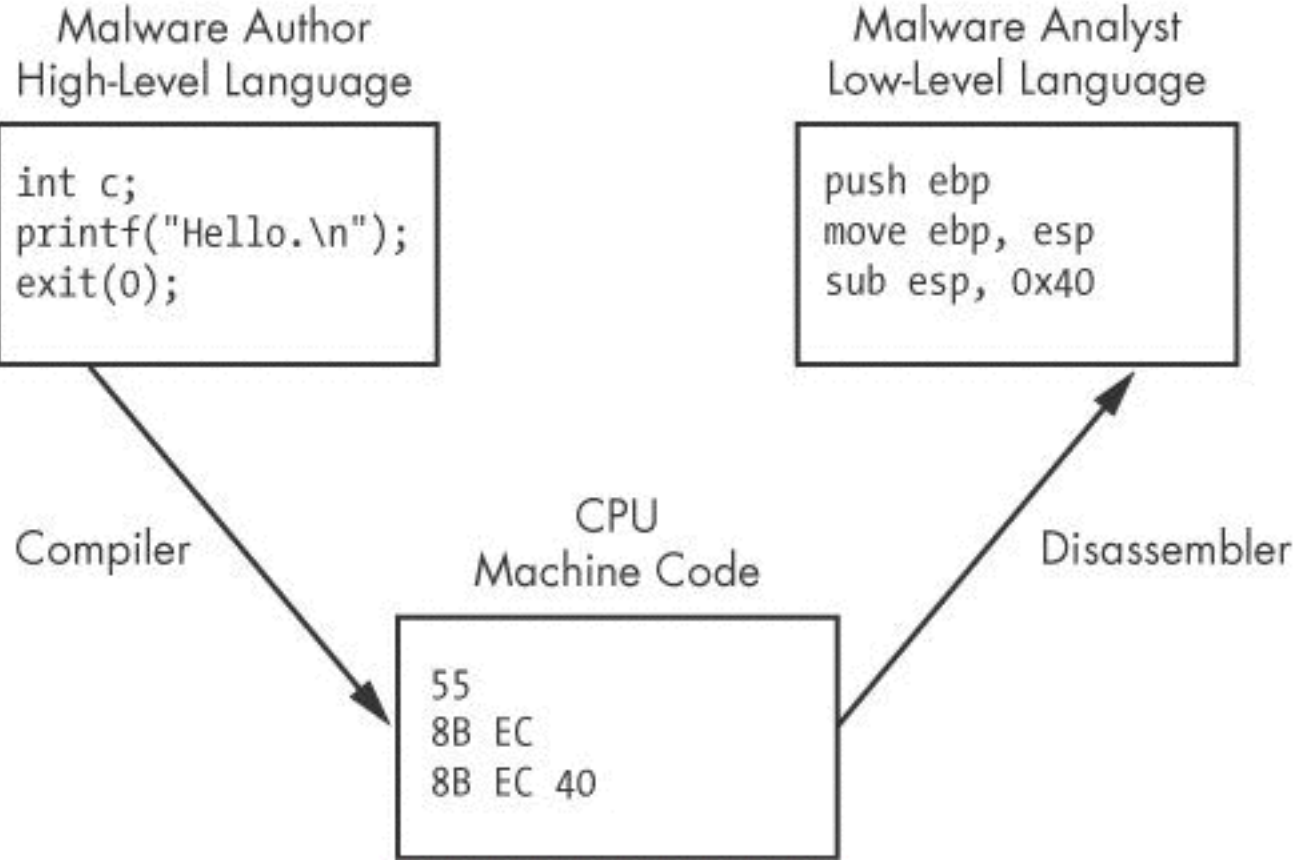 Malware Author
High-Level Language
int c;
printf("Hello.\n");
exit(0);
Malware Analyst
Low-Level Language
push ebp
move ebp, esp
sub esp, 0x40
Compiler
CPU
Machine Code
55
8B EC
8B EC 40
Disassembler